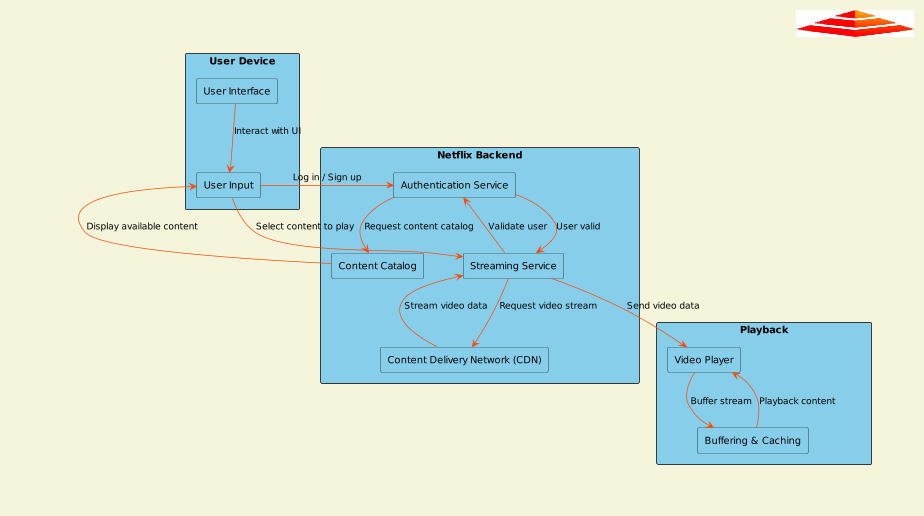 User Device
User Interface
Interact with UI
User Input
Log in / Sign up
Netflix Backend
Authentication Service
Display available content
Select content to play
Request content catalog
Validate user
User valid
Content Catalog
Streaming Service
Stream video data
Request video stream
Send video data
Content Delivery Network (CDN)
Playback
Video Player
Buffer stream
Playback content
Buffering & Caching